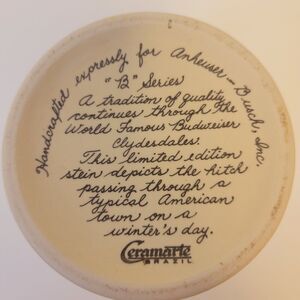 Handcrafted expressly for Anheuser-Busch, Inc.
"B" Series
A tradition of quality
continues through the
World Famous Budweiser
Clydesdales.
This limited edition
stein depicts the hitch
passing through a
typical American
town on a
winter's day.
Ceramarte
BRAZIL